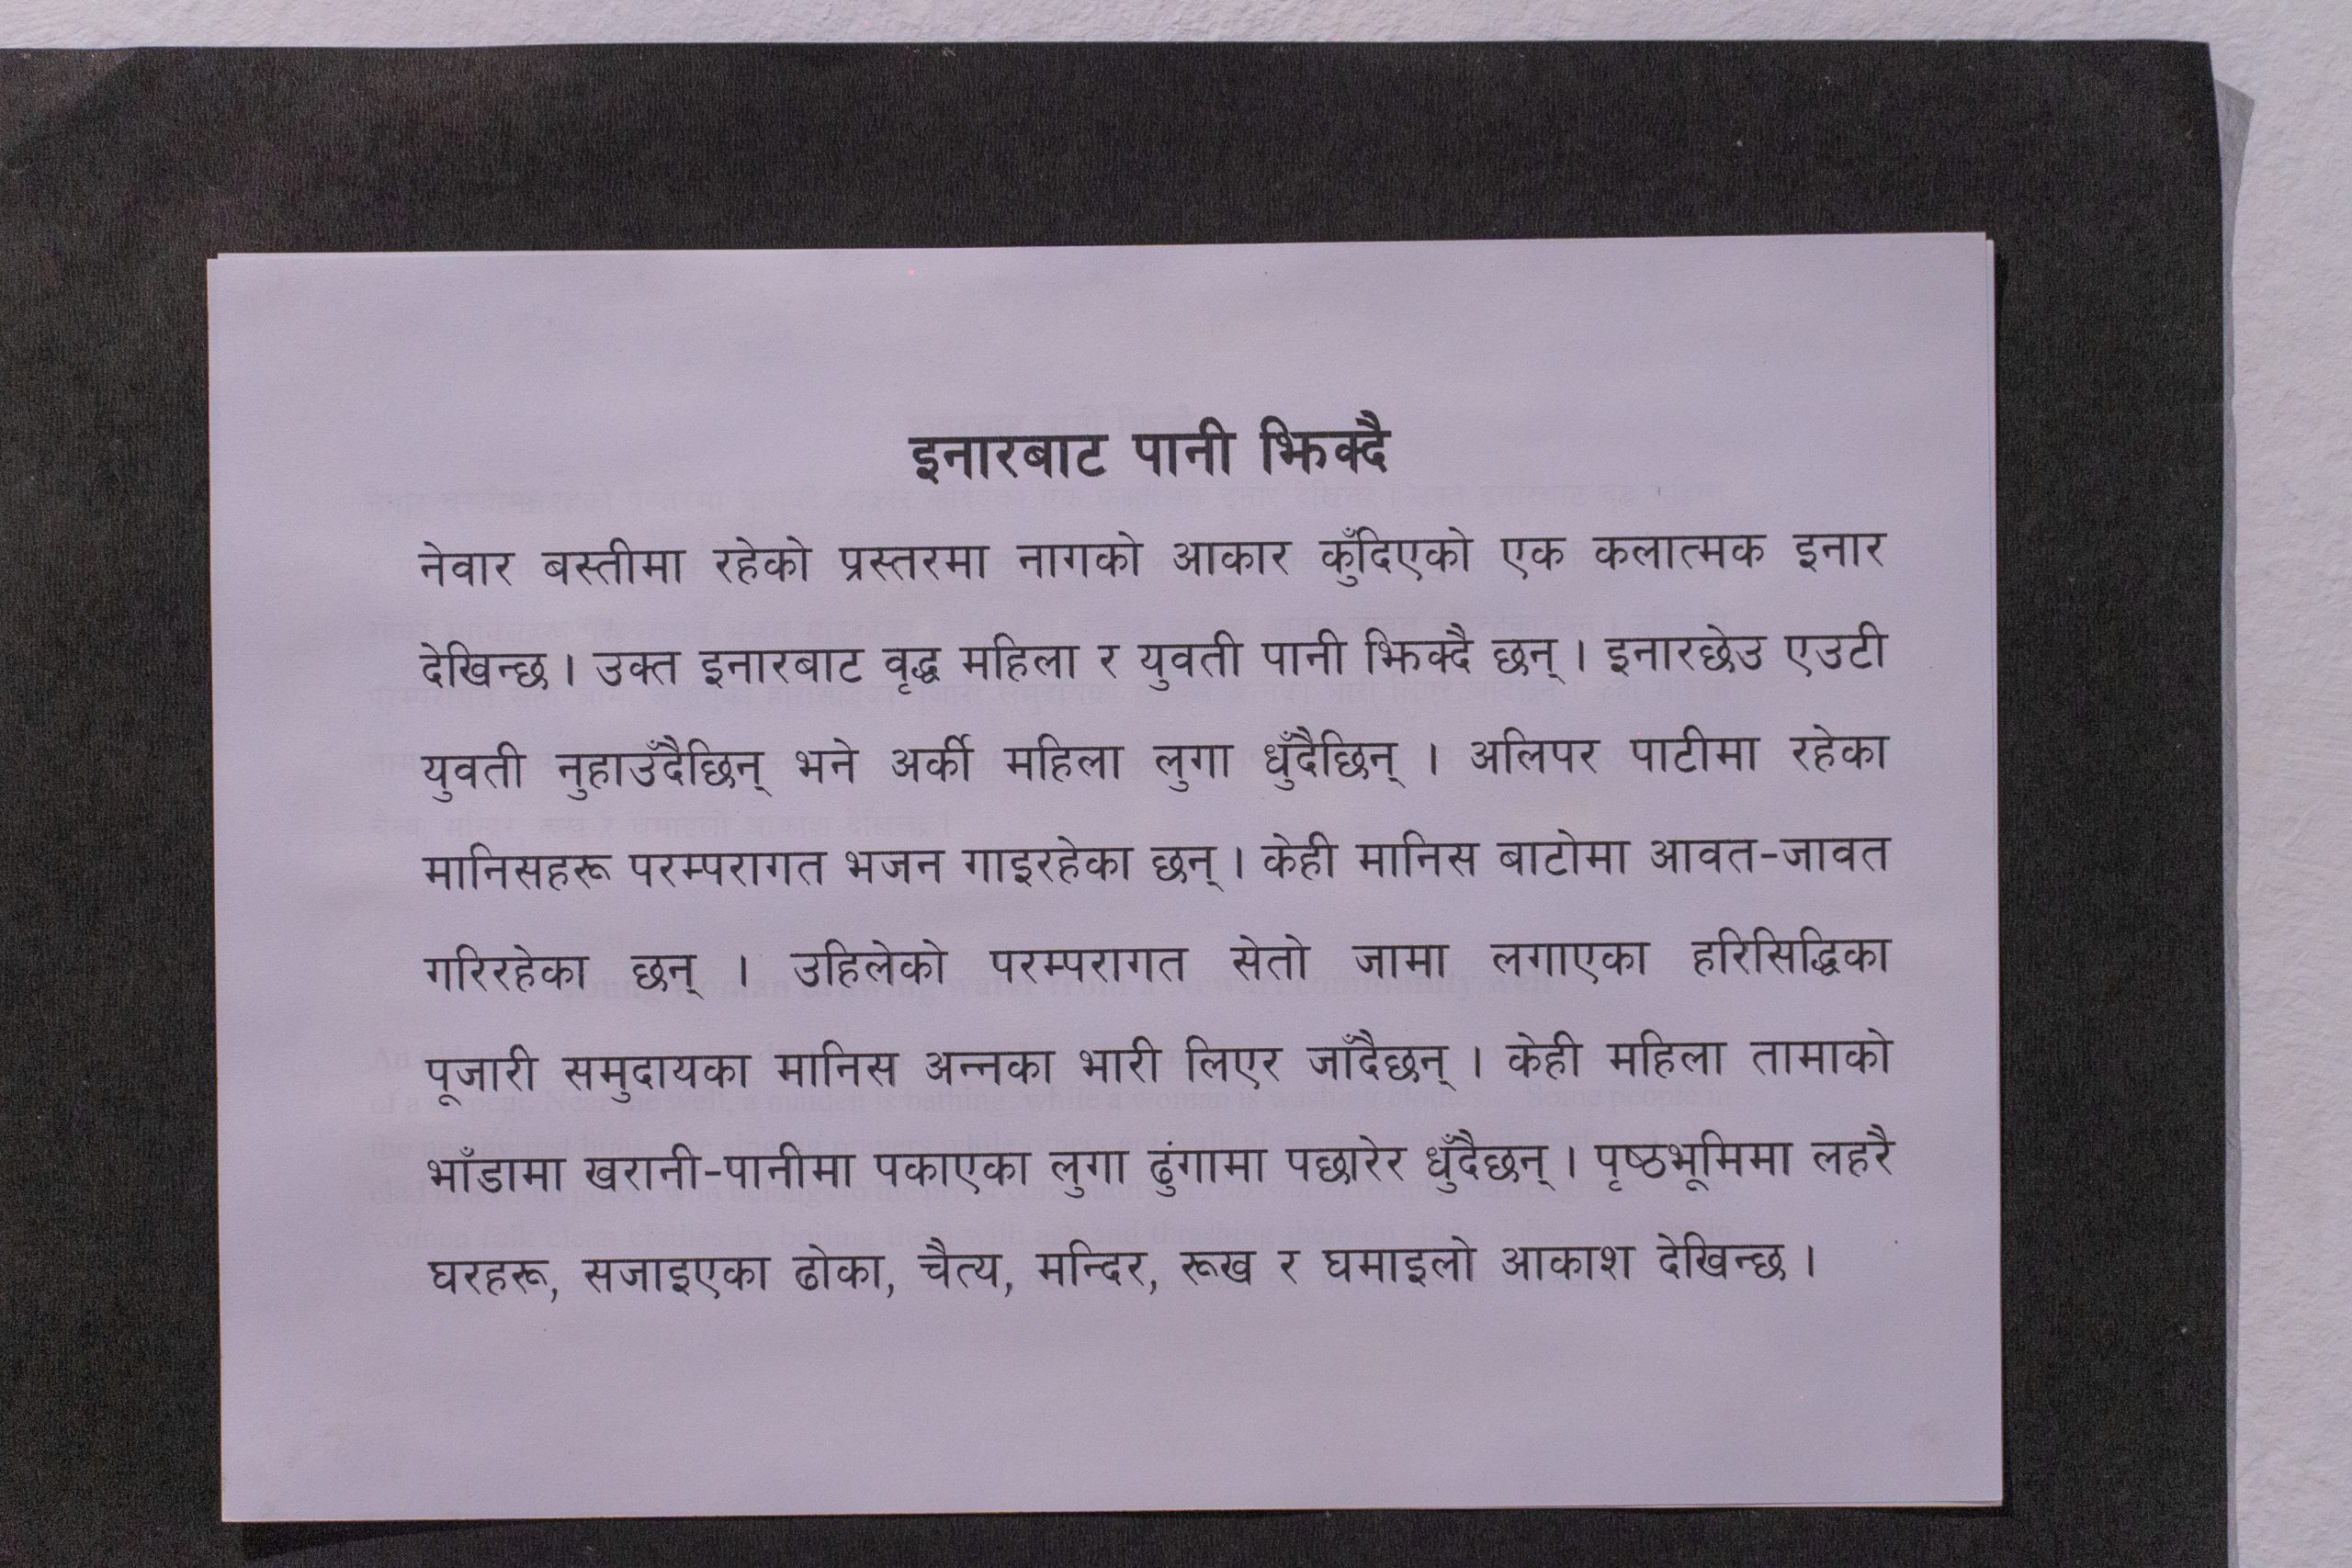 इनारबाट पानी झिक्दै
नेवार बस्तीमा रहेको प्रस्तरमा नागको आकार कुँदिएको एक कलात्मक इनार
देखिन्छ । उक्त इनारबाट वृद्ध महिला र युवती पानी झिक्दै छन् । इनारछेउ एउटी
युवती नुहाउँदैछिन् भने अर्की महिला लुगा धुँदैछिन् । अलिपर पाटीमा रहेका
मानिसहरू परम्परागत भजन गाइरहेका छन् । केही मानिस बाटोमा आवत-जावत
गरिरहेका छन् । उहिलेको परम्परागत सेतो जामा लगाएका हरिसिद्धिका
पूजारी समुदायका मानिस अन्नका भारी लिएर जाँदैछन् । केही महिला तामाको
भाँडामा खरानी-पानीमा पकाएका लुगा ढुंगामा पछारेर धुँदैछन् । पृष्ठभूमिमा लहरै
घरहरू, सजाइएका ढोका, चैत्य, मन्दिर, रूख र घमाइलो आकाश देखिन्छ ।